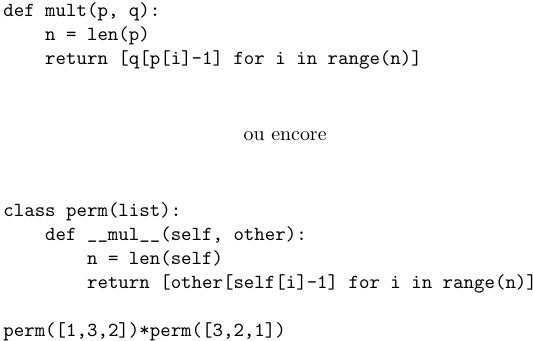 def mult(p, q):
    n = len(p)
    return [q[p[i]-1] for i in range(n)]
ou encore
class perm(list):
    def __mul__(self, other):
        n = len(self)
        return [other[self[i]-1] for i in range(n)]
perm([1,3,2])*perm([3,2,1])